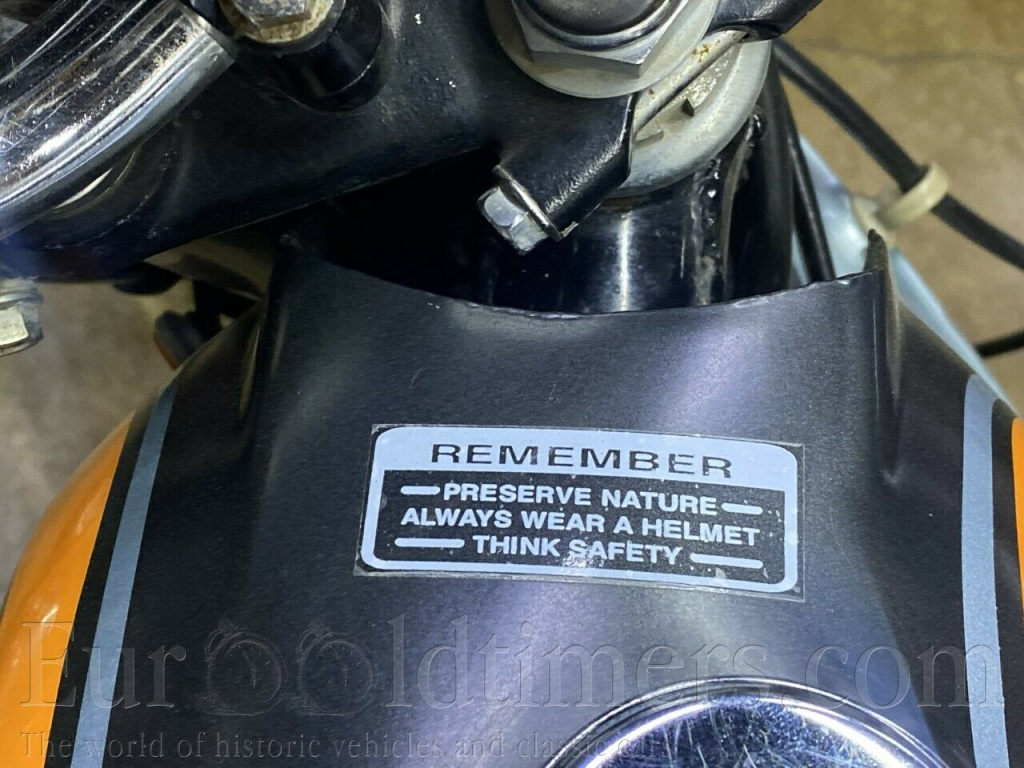 REMEMBER
PRESERVE NATURE
ALWAYS WEAR A HELMET
THINK SAFETY
EurOOldtimers.com
The world of historic vehicles and classic cars